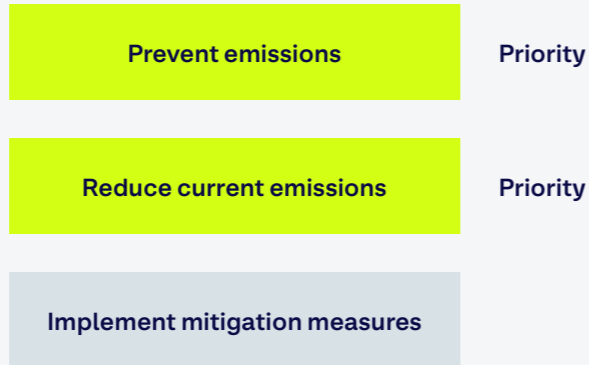 Prevent emissions Priority
Reduce current emissions Priority
Implement mitigation measures